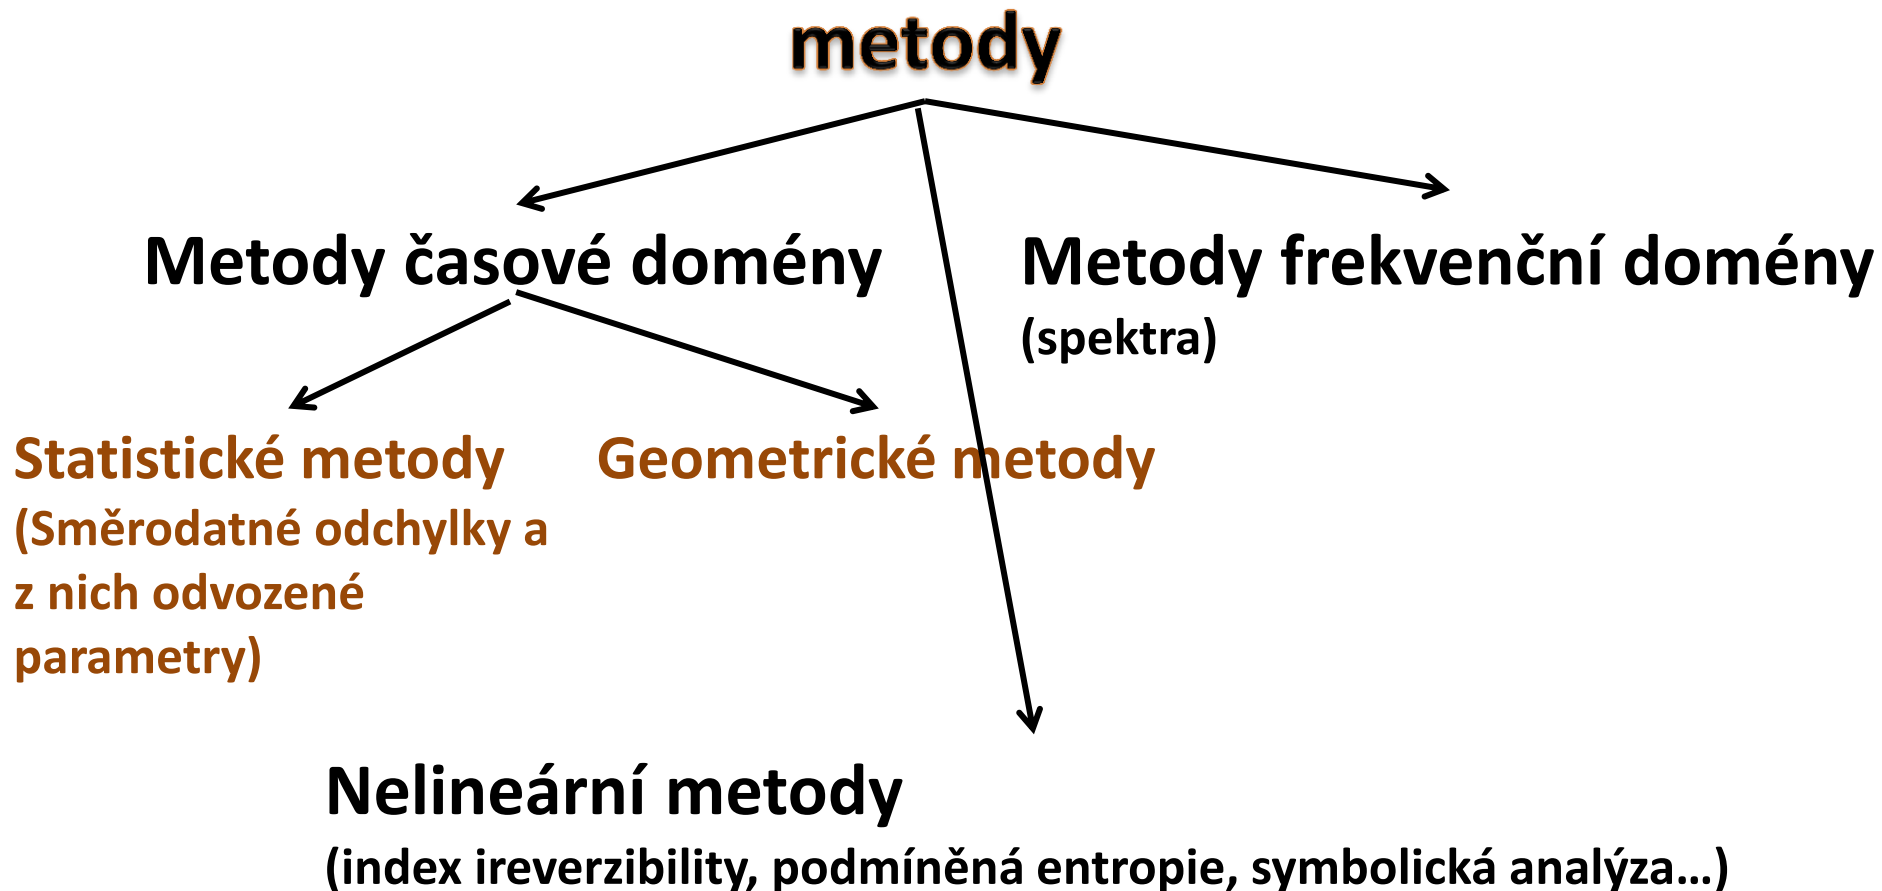 metody
Metody časové domény
Metody frekvenční domény
(spektra)
Statistické metody
(Směrodatné odchylky a
z nich odvozené
parametry)
Geometrické metody
Nelineární metody
(index ireverzibility, podmíněná entropie, symbolická analýza…)